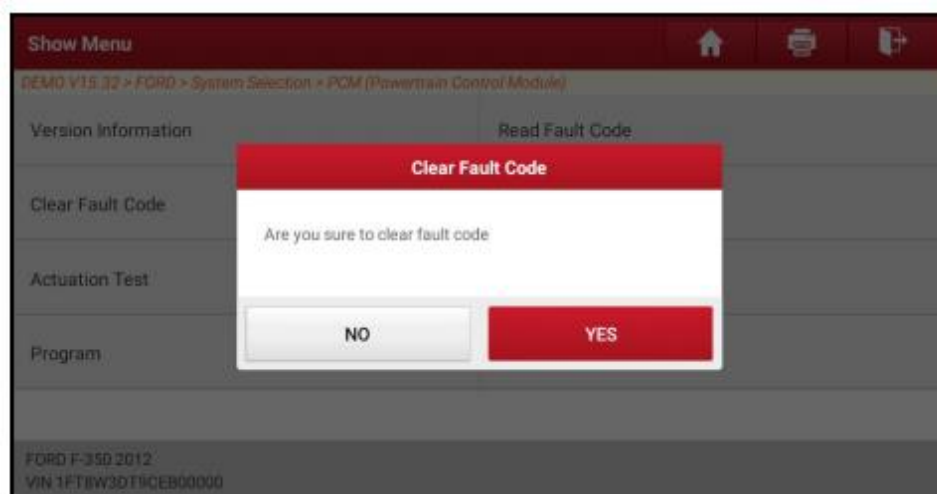 Show Menu
DEMO V15.32 > FORD > System Selection > PCM (Powertrain Control Module)
Version Information
Read Fault Code
Clear Fault Code
Clear Fault Code
Are you sure to clear fault code
Actuation Test
NO
YES
Program
FORD F-350 2012
VIN 1FT8W3DT9CEB00000